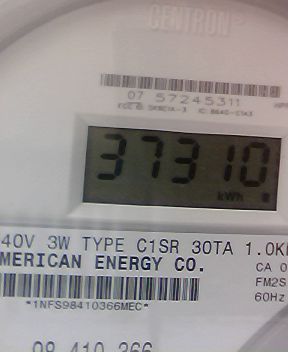 CENTRON
07 57245311
37310
kWh
40V 3W TYPE C1SR 30TA 1.0K
MERICAN ENERGY CO.
CA 0
FM2S
60Hz
*1NFS98410366MEC*
98 410 366